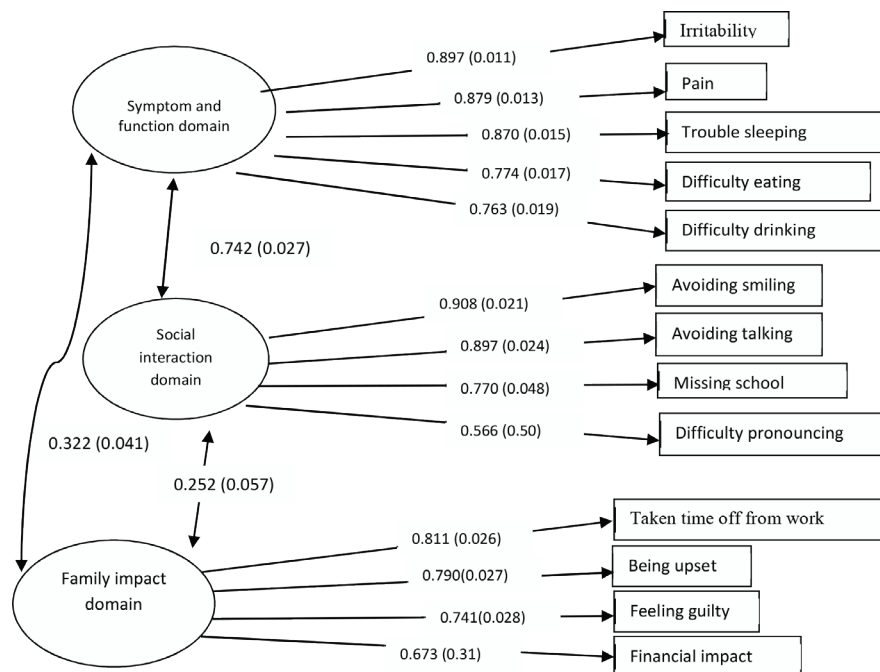 Irritability
0.897 (0.011)
Pain
0.879 (0.013)
Symptom and
function domain
0.870 (0.015)
Trouble sleeping
0.774 (0.017)
Difficulty eating
0.763 (0.019)
Difficulty drinking
0.742 (0.027)
Avoiding smiling
0.908 (0.021)
Social
interaction
domain
0.897 (0.024)
Avoiding talking
0.770 (0.048)
Missing school
0.566 (0.50)
Difficulty pronouncing
0.322 (0.041)
0.252 (0.057)
Taken time off from work
0.811 (0.026)
Family impact
domain
0.790(0.027)
Being upset
0.741(0.028)
Feeling guilty
0.673 (0.31)
Financial impact